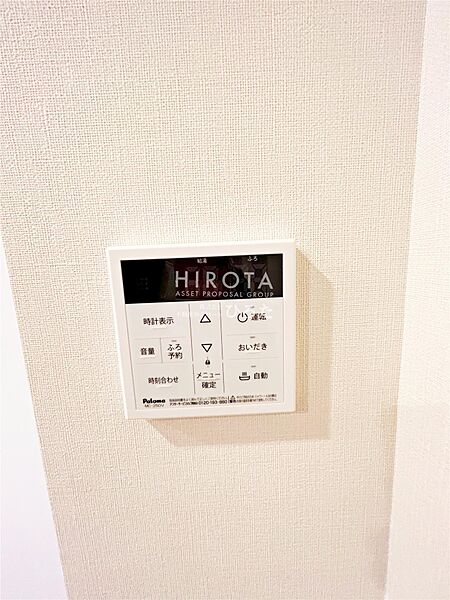 給湯 ふろ
HIROTA
ASSET PROPOSAL GROUP
時計表示
運転
音量 ふろ予約
おいだき
時刻合わせ メニュー確定 自動
Paloma
MC-250V